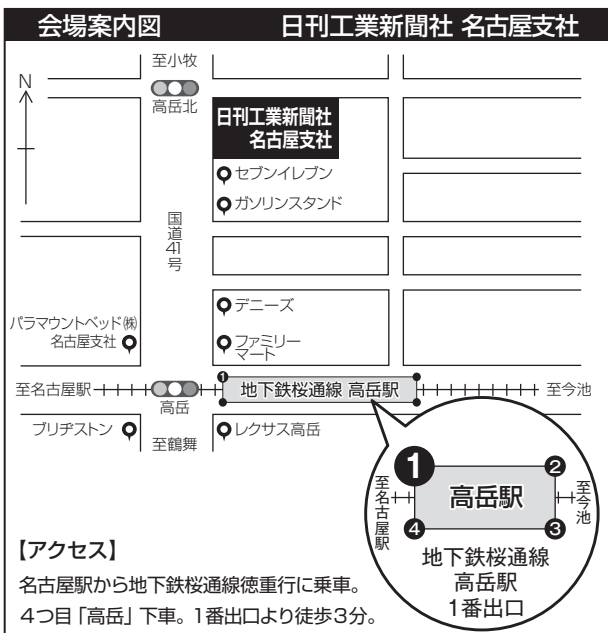 会場案内図 日刊工業新聞社 名古屋支社
至小牧
N
高岳北
日刊工業新聞社
名古屋支社
セブンイレブン
ガソリンスタンド
国道41号
デニーズ
パラマウントベッド㈱
名古屋支社
ファミリー
マート
至名古屋駅
1
地下鉄桜通線 高岳駅
至今池
高岳
ブリヂストン
至鶴舞
レクサス高岳
1
2
至名古屋駅
高岳駅
至今池
4
3
地下鉄桜通線
高岳駅
1番出口
【アクセス】
名古屋駅から地下鉄桜通線徳重行に乗車。
4つ目「高岳」下車。1番出口より徒歩3分。